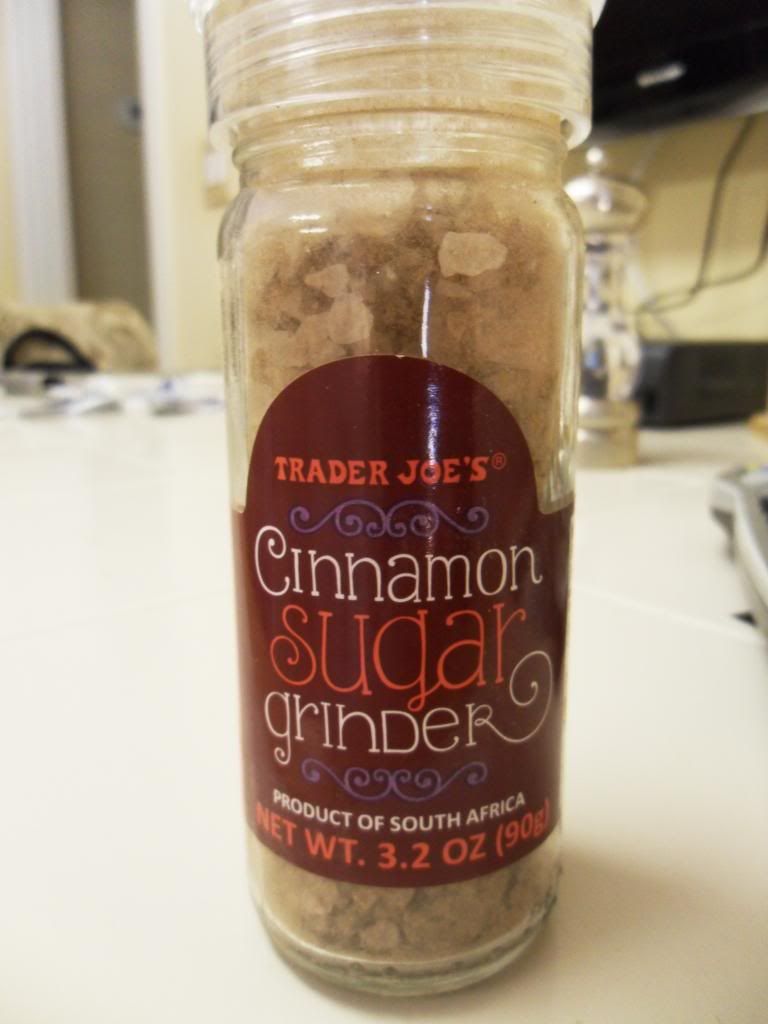 TRADER JOE'S®
Cinnamon
sugar
grinder
PRODUCT OF SOUTH AFRICA
NET WT. 3.2 OZ (90g)